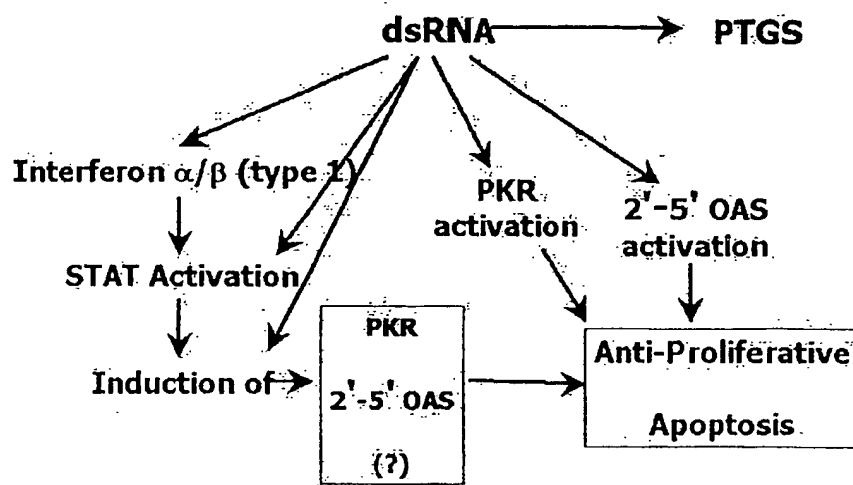 dsRNA
PTGS
Interferon α/β (type 1)
PKR
activation
2'-5' OAS
activation
STAT Activation
Induction of
PKR
2'-5' OAS
(?)
Anti-Proliferative
Apoptosis